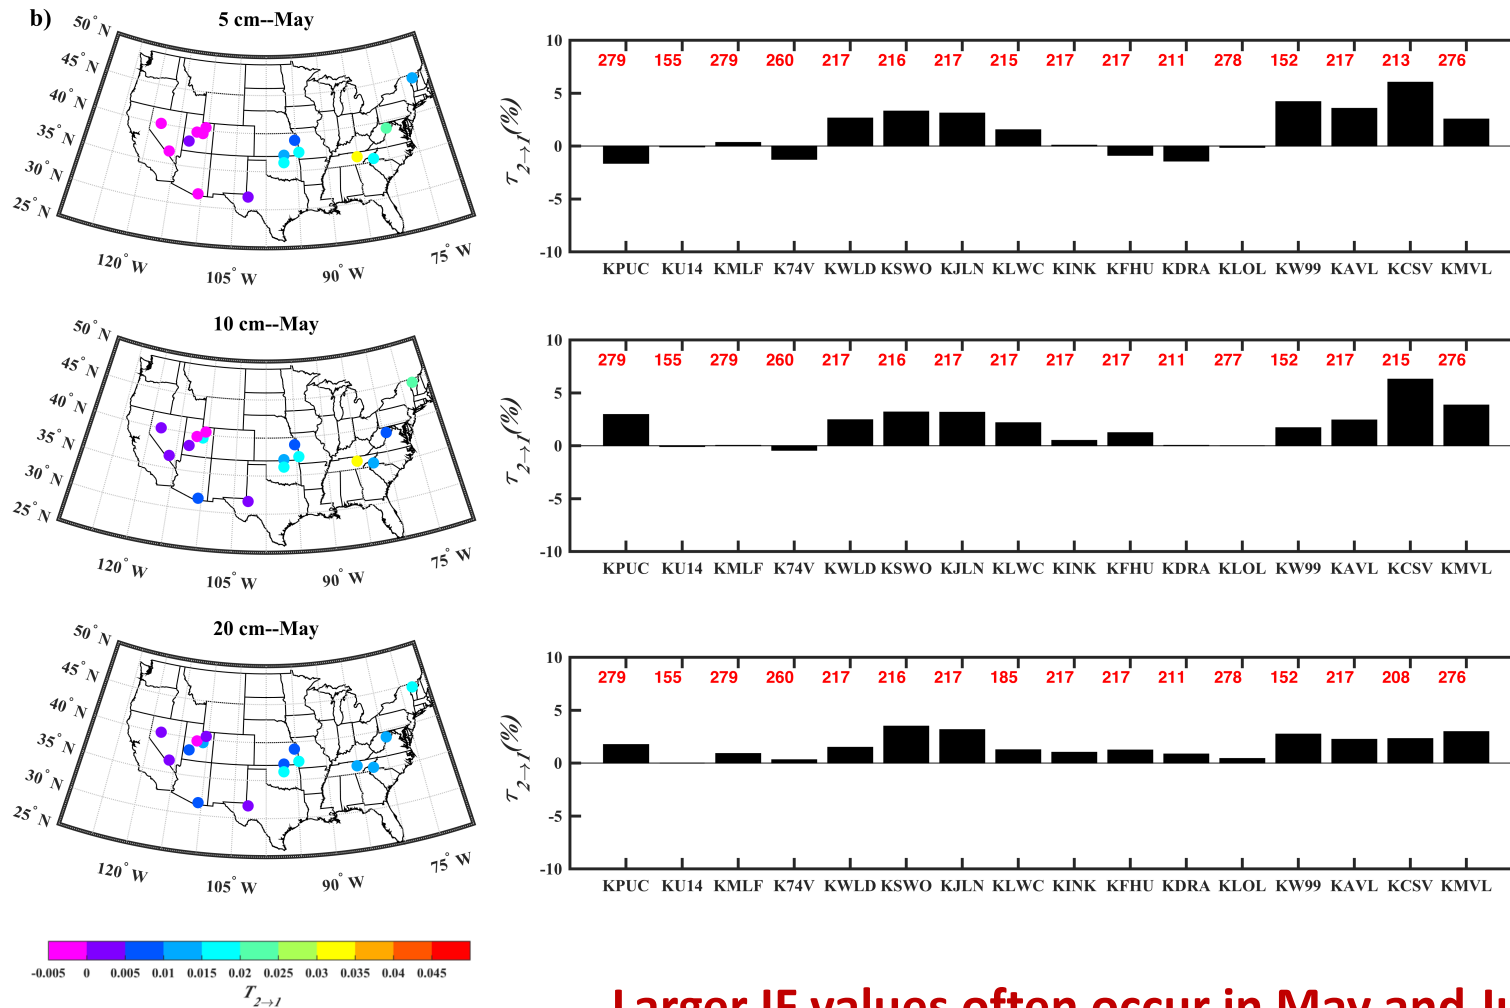 b)
5 cm--May
50° N
45° N
40° N
35° N
30° N
25° N
120° W
105° W
90° W
75° W
10
5
0
-5
-10
τ2→1(%)
279 155 279 260 217 216 217 215 217 217 211 278 152 217 213 276
KPUC KU14 KMLF K74V KWLD KSWO KJLN KLWC KINK KFHU KDRA KLOL KW99 KAVL KCSV KMVL
10 cm--May
50° N
45° N
40° N
35° N
30° N
25° N
120° W
105° W
90° W
75° W
10
5
0
-5
-10
τ2→1(%)
279 155 279 260 217 216 217 217 217 217 211 277 152 217 215 276
KPUC KU14 KMLF K74V KWLD KSWO KJLN KLWC KINK KFHU KDRA KLOL KW99 KAVL KCSV KMVL
20 cm--May
50° N
45° N
40° N
35° N
30° N
25° N
120° W
105° W
90° W
75° W
10
5
0
-5
-10
τ2→1(%)
279 155 279 260 217 216 217 185 217 217 211 278 152 217 208 276
KPUC KU14 KMLF K74V KWLD KSWO KJLN KLWC KINK KFHU KDRA KLOL KW99 KAVL KCSV KMVL
-0.005 0 0.005 0.01 0.015 0.02 0.025 0.03 0.035 0.04 0.045
T2→1
Larger IF values often occur in May and